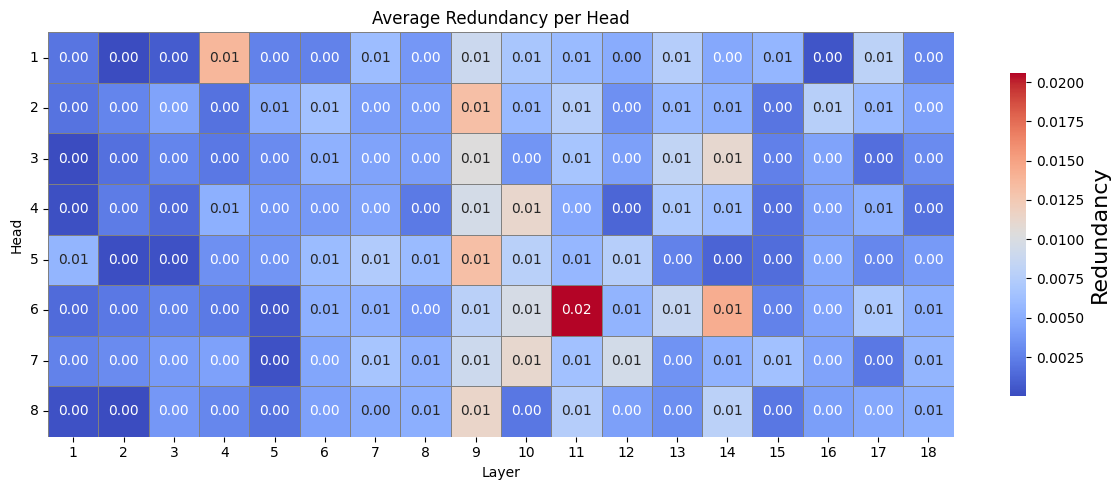 Average Redundancy per Head
1 0.00 0.00 0.00 0.01 0.00 0.00 0.01 0.00 0.01 0.01 0.01 0.00 0.01 0.00 0.01 0.00 0.01 0.00
0.0200
2 0.00 0.00 0.00 0.00 0.01 0.01 0.00 0.00 0.01 0.01 0.01 0.00 0.01 0.01 0.00 0.01 0.01 0.00
0.0175
3 0.00 0.00 0.00 0.00 0.00 0.01 0.00 0.00 0.01 0.00 0.01 0.00 0.01 0.01 0.00 0.00 0.00 0.00
0.0150
4 0.00 0.00 0.00 0.01 0.00 0.00 0.00 0.00 0.01 0.01 0.00 0.00 0.01 0.01 0.00 0.00 0.01 0.00
0.0125
Head
Redundancy
5 0.01 0.00 0.00 0.00 0.00 0.01 0.01 0.01 0.01 0.01 0.01 0.01 0.00 0.00 0.00 0.00 0.00 0.00
0.0100
0.0075
6 0.00 0.00 0.00 0.00 0.00 0.01 0.01 0.00 0.01 0.01 0.02 0.01 0.01 0.01 0.00 0.00 0.01 0.01
0.0050
7 0.00 0.00 0.00 0.00 0.00 0.00 0.01 0.01 0.01 0.01 0.01 0.01 0.00 0.01 0.01 0.00 0.00 0.01
0.0025
8 0.00 0.00 0.00 0.00 0.00 0.00 0.00 0.01 0.01 0.00 0.01 0.00 0.00 0.01 0.00 0.00 0.00 0.01
1 2 3 4 5 6 7 8 9 10 11 12 13 14 15 16 17 18
Layer